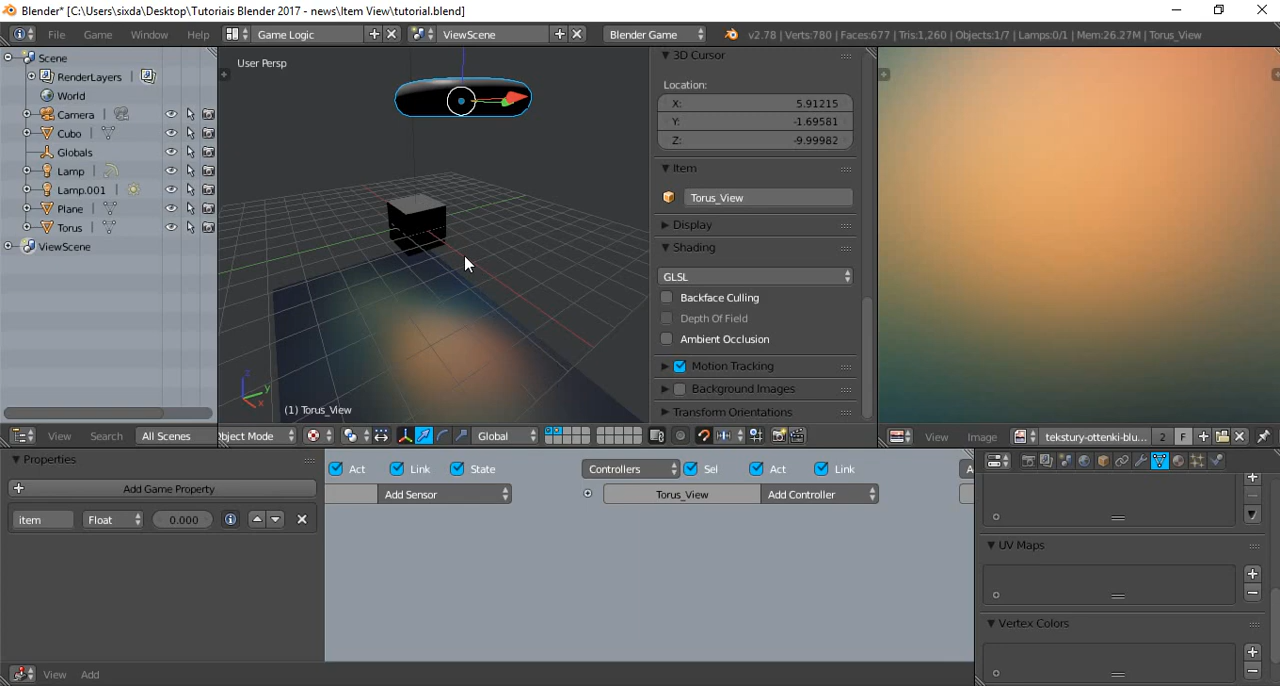 Blender* [C:\Users\sixda\Desktop\Tutoriais Blender 2017 - news\Item View\tutorial.blend]
File Game Window Help Game Logic ViewScene Blender Game v2.78 | Verts:780 | Faces:677 | Tris:1,260 | Objects:1/7 | Lamps:0/1 | Mem:26.27M | Torus_View
Scene
RenderLayers |
World
Camera |
Cubo |
Globals
Lamp |
Lamp.001 |
Plane |
Torus |
ViewScene
User Persp
z
y
x
(1) Torus_View
3D Cursor
Location:
X: 5.91215
Y: -1.69581
Z: -9.99982
Item
Torus_View
Display
Shading
GLSL
Backface Culling
Depth Of Field
Ambient Occlusion
Motion Tracking
Background Images
Transform Orientations
View Search All Scenes
bject Mode Global
View Image tekstury-ottenki-blu... 2 F
Properties
Add Game Property
item Float 0.000
Act Link State
Add Sensor
Controllers Sel Act Link A
Torus_View Add Controller
UV Maps
Vertex Colors
View Add